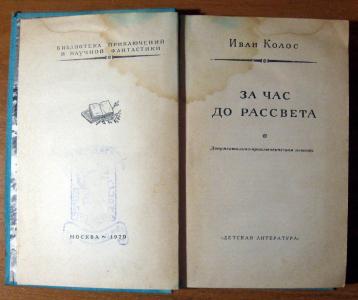 БИБЛИОТЕКА ПРИКЛЮЧЕНИЙ
И НАУЧНОЙ ФАНТАСТИКИ
МОСКВА ~ 1979
Иван Колос
ЗА ЧАС
ДО РАССВЕТА
Документально-приключенческая повесть
«ДЕТСКАЯ ЛИТЕРАТУРА»